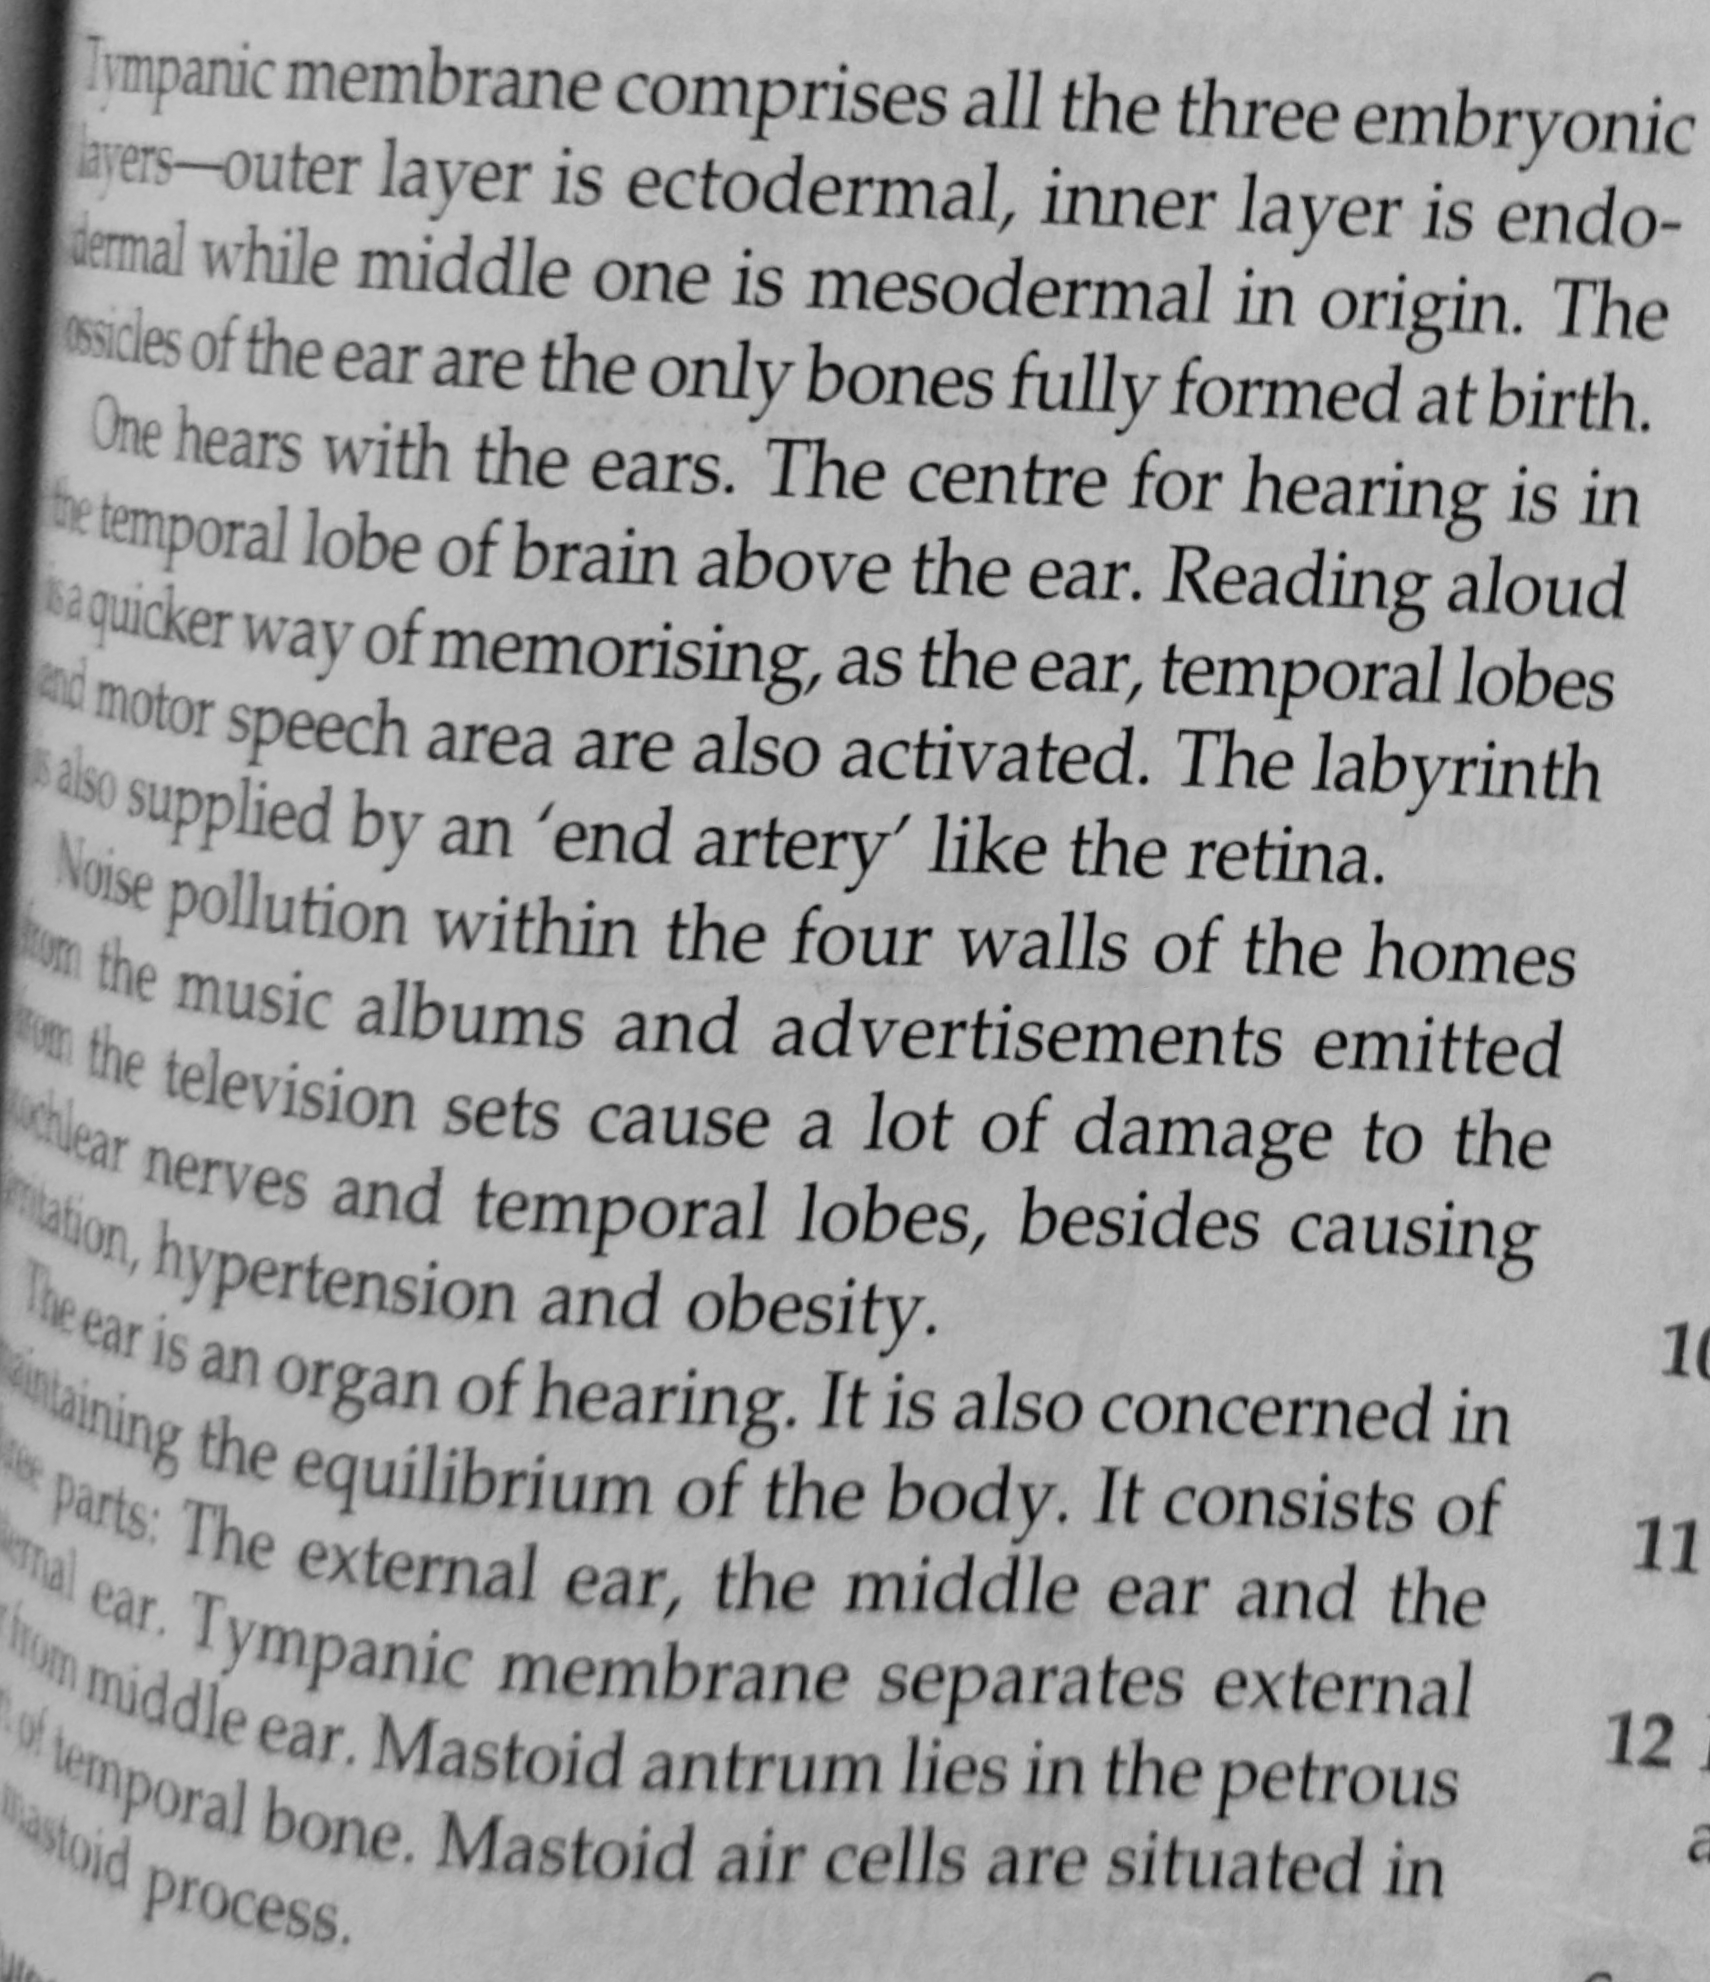 Tympanic membrane comprises all the three embryonic
layers—outer layer is ectodermal, inner layer is endo-
dermal while middle one is mesodermal in origin. The
ossicles of the ear are the only bones fully formed at birth.
One hears with the ears. The centre for hearing is in
the temporal lobe of brain above the ear. Reading aloud
is a quicker way of memorising, as the ear, temporal lobes
and motor speech area are also activated. The labyrinth
is also supplied by an ‘end artery’ like the retina.
Noise pollution within the four walls of the homes
from the music albums and advertisements emitted
from the television sets cause a lot of damage to the
cochlear nerves and temporal lobes, besides causing
irritation, hypertension and obesity.
The ear is an organ of hearing. It is also concerned in
maintaining the equilibrium of the body. It consists of
three parts: The external ear, the middle ear and the
ear. Tympanic membrane separates external
from middle ear. Mastoid antrum lies in the petrous
of temporal bone. Mastoid air cells are situated in
mastoid process.
11
12